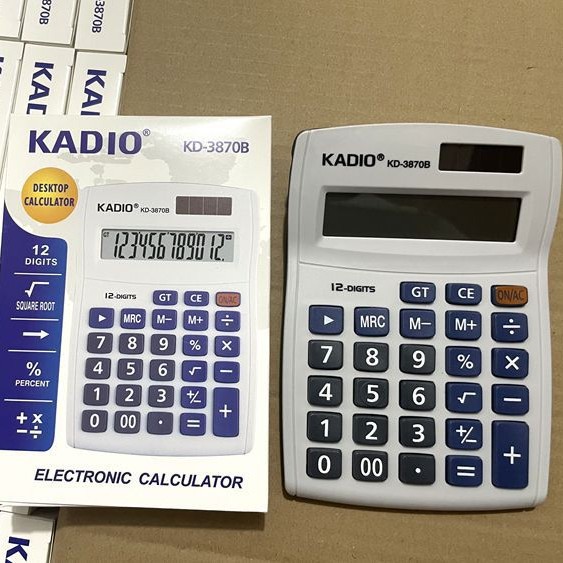 3870B
3870B
KAD
KA
KADIO® KD-3870B
DESKTOP
CALCULATOR
12
DIGITS
√
SQUARE ROOT
→
%
PERCENT
+ ×
− ÷
KADIO® KD-3870B
123456789012.
12-DIGITS GT CE ON/AC
▶ MRC M− M+ ÷
7 8 9 % ×
4 5 6 √ −
1 2 3 +/− +
0 00 · =
ELECTRONIC CALCULATOR
KADIO® KD-3870B
12-DIGITS GT CE ON/AC
▶ MRC M− M+ ÷
7 8 9 % ×
4 5 6 √ −
1 2 3 +/− +
0 00 · =
K